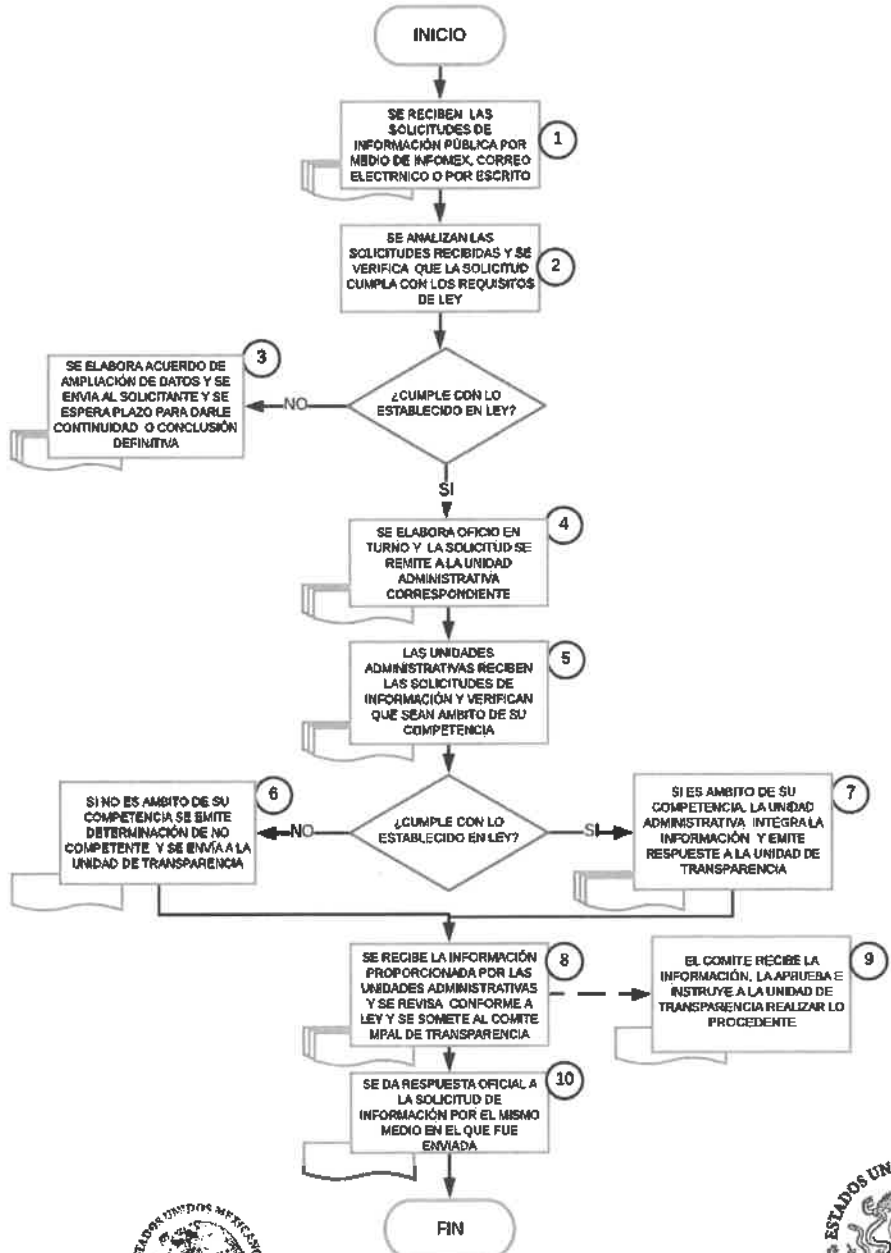 INICIO
SE RECIBEN LAS
SOLICITUDES DE
INFORMACIÓN PÚBLICA POR
MEDIO DE INFOMEX, CORREO
ELECTRNICO O POR ESCRITO
1
SE ANALIZAN LAS
SOLICITUDES RECIBIDAS Y SE
VERIFICA QUE LA SOLICITUD
CUMPLA CON LOS REQUISITOS
DE LEY
2
¿CUMPLE CON LO
ESTABLECIDO EN LEY?
NO
SE ELABORA ACUERDO DE
AMPLIACIÓN DE DATOS Y SE
ENVIA AL SOLICITANTE Y SE
ESPERA PLAZO PARA DARLE
CONTINUIDAD O CONCLUSIÓN
DEFINITIVA
3
SI
SE ELABORA OFICIO EN
TURNO Y LA SOLICITUD SE
REMITE A LA UNIDAD
ADMINISTRATIVA
CORRESPONDIENTE
4
LAS UNIDADES
ADMINISTRATIVAS RECIBEN
LAS SOLICITUDES DE
INFORMACIÓN Y VERIFICAN
QUE SEAN AMBITO DE SU
COMPETENCIA
5
¿CUMPLE CON LO
ESTABLECIDO EN LEY?
NO
SI NO ES AMBITO DE SU
COMPETENCIA SE EMITE
DETERMINACIÓN DE NO
COMPETENTE Y SE ENVÍA A LA
UNIDAD DE TRANSPARENCIA
6
SI
SI ES AMBITO DE SU
COMPETENCIA, LA UNIDAD
ADMINISTRATIVA INTEGRA LA
INFORMACIÓN Y EMITE
RESPUESTE A LA UNIDAD DE
TRANSPARENCIA
7
SE RECIBE LA INFORMACIÓN
PROPORCIONADA POR LAS
UNIDADES ADMINISTRATIVAS
Y SE REVISA CONFORME A
LEY Y SE SOMETE AL COMITE
MPAL DE TRANSPARENCIA
8
EL COMITE RECIBE LA
INFORMACIÓN, LA APRUEBA E
INSTRUYE A LA UNIDAD DE
TRANSPARENCIA REALIZAR LO
PROCEDENTE
9
SE DA RESPUESTA OFICIAL A
LA SOLICITUD DE
INFORMACIÓN POR EL MISMO
MEDIO EN EL QUE FUE
ENVIADA
10
FIN
UNIDOS
ESTADOS UN